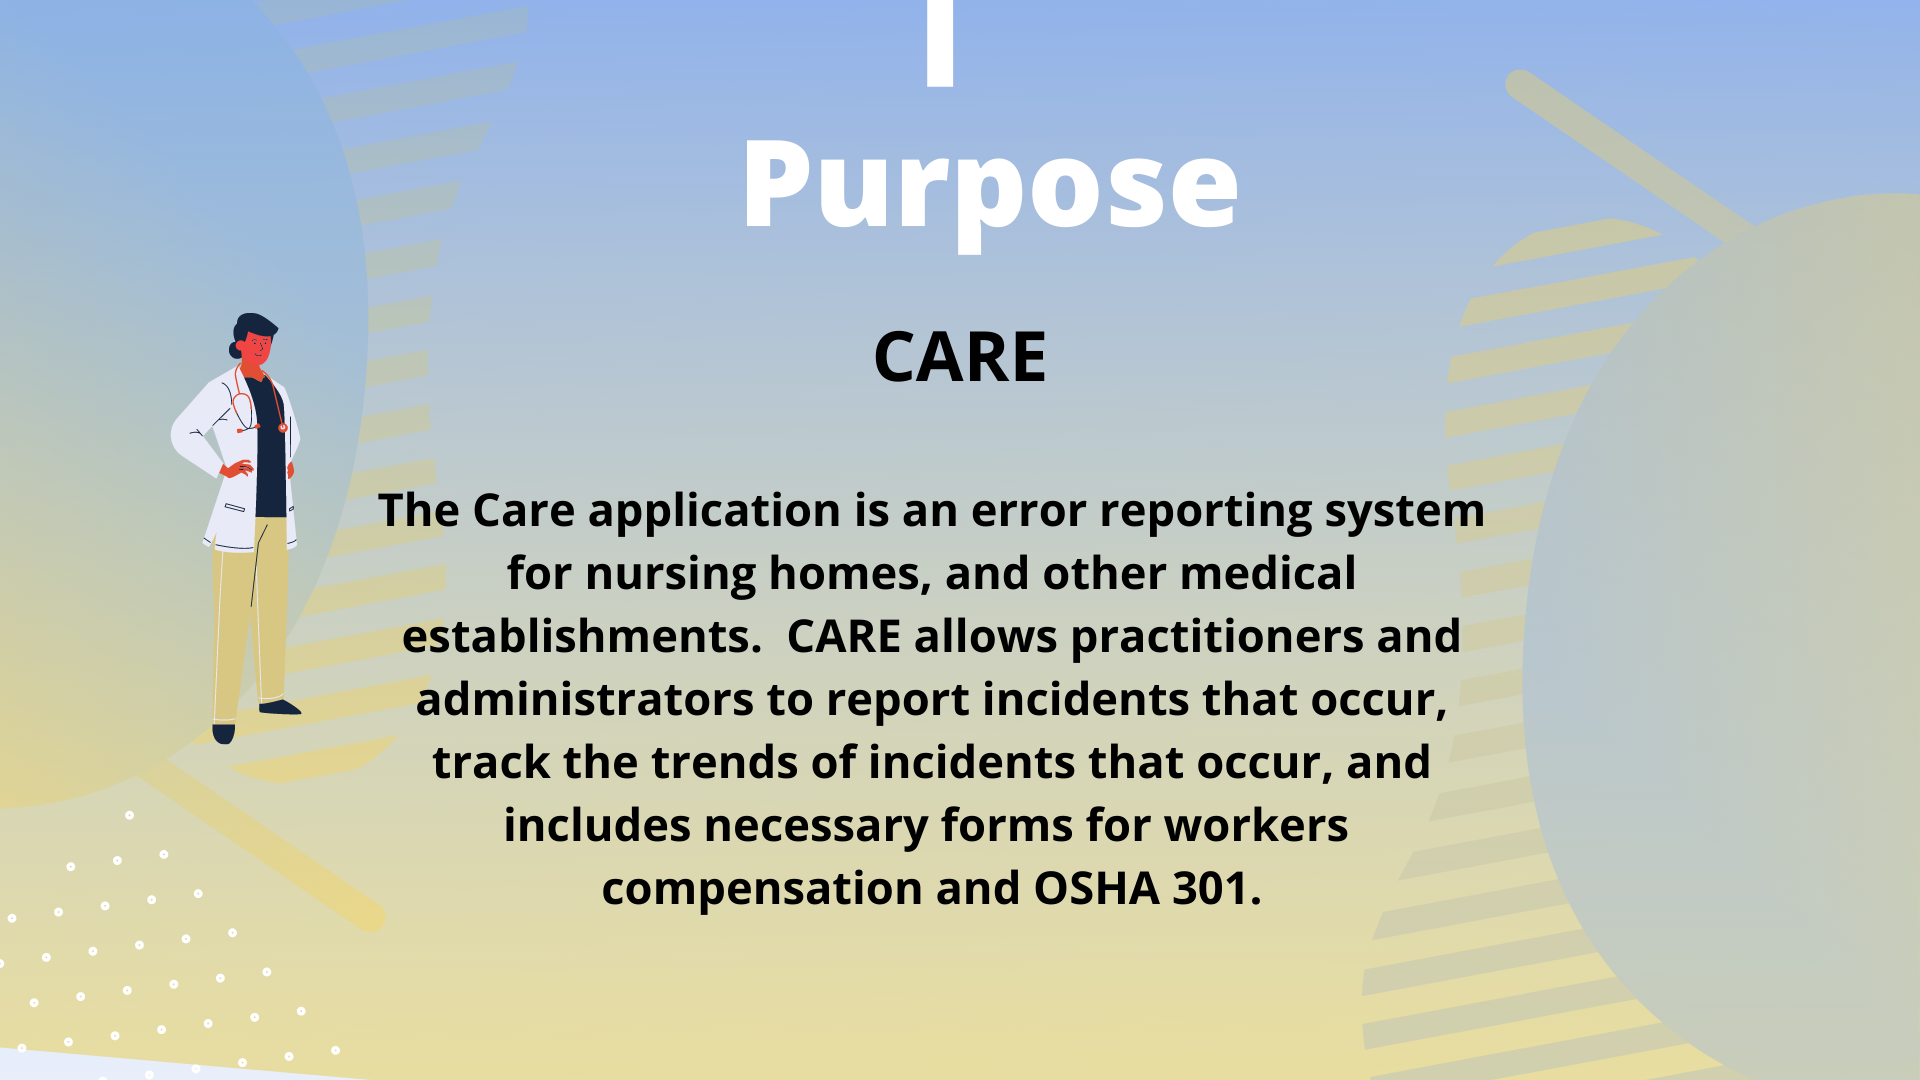 Purpose
CARE
The Care application is an error reporting system
for nursing homes, and other medical
establishments.  CARE allows practitioners and
administrators to report incidents that occur,
track the trends of incidents that occur, and
includes necessary forms for workers
compensation and OSHA 301.